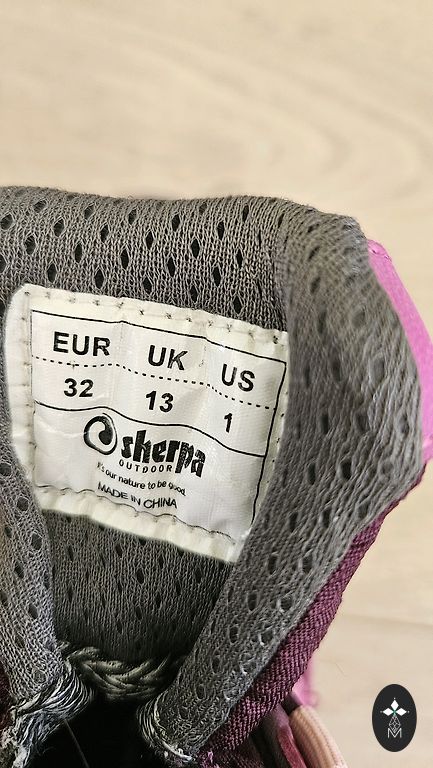 EUR UK US
32 13 1
sherpa
OUTDOOR
it's our nature to be good.
MADE IN CHINA
M